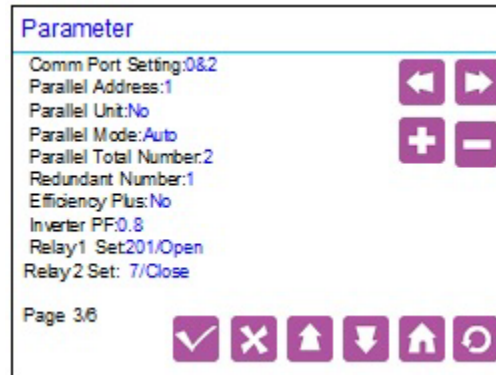 Parameter
Comm Port Setting:0&2
Parallel Address:1
Parallel Unit:No
Parallel Mode:Auto
Parallel Total Number:2
Redundant Number:1
Efficiency Plus:No
Inverter PF:0.8
Relay1 Set:201/Open
Relay2 Set: 7/Close
Page 3/6